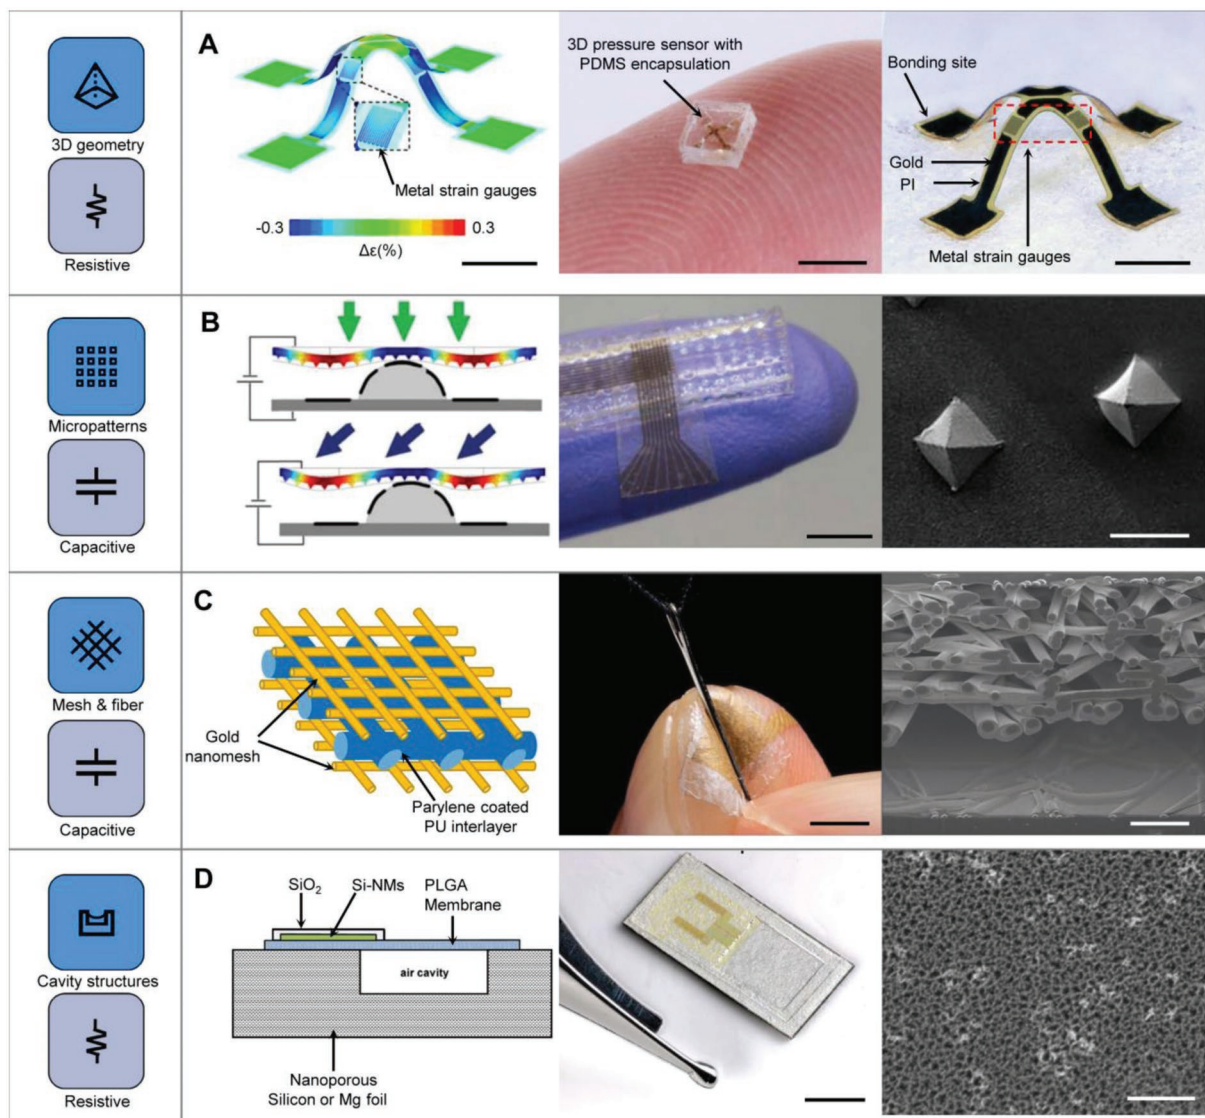 3D geometry
Resistive
A
Metal strain gauges
-0.3
0.3
Δε(%)
3D pressure sensor with
PDMS encapsulation
Bonding site
Gold
PI
Metal strain gauges
Micropatterns
Capacitive
B
Mesh & fiber
Capacitive
C
Gold
nanomesh
Parylene coated
PU interlayer
Cavity structures
Resistive
D
SiO₂
Si-NMs
PLGA
Membrane
air cavity
Nanoporous
Silicon or Mg foil